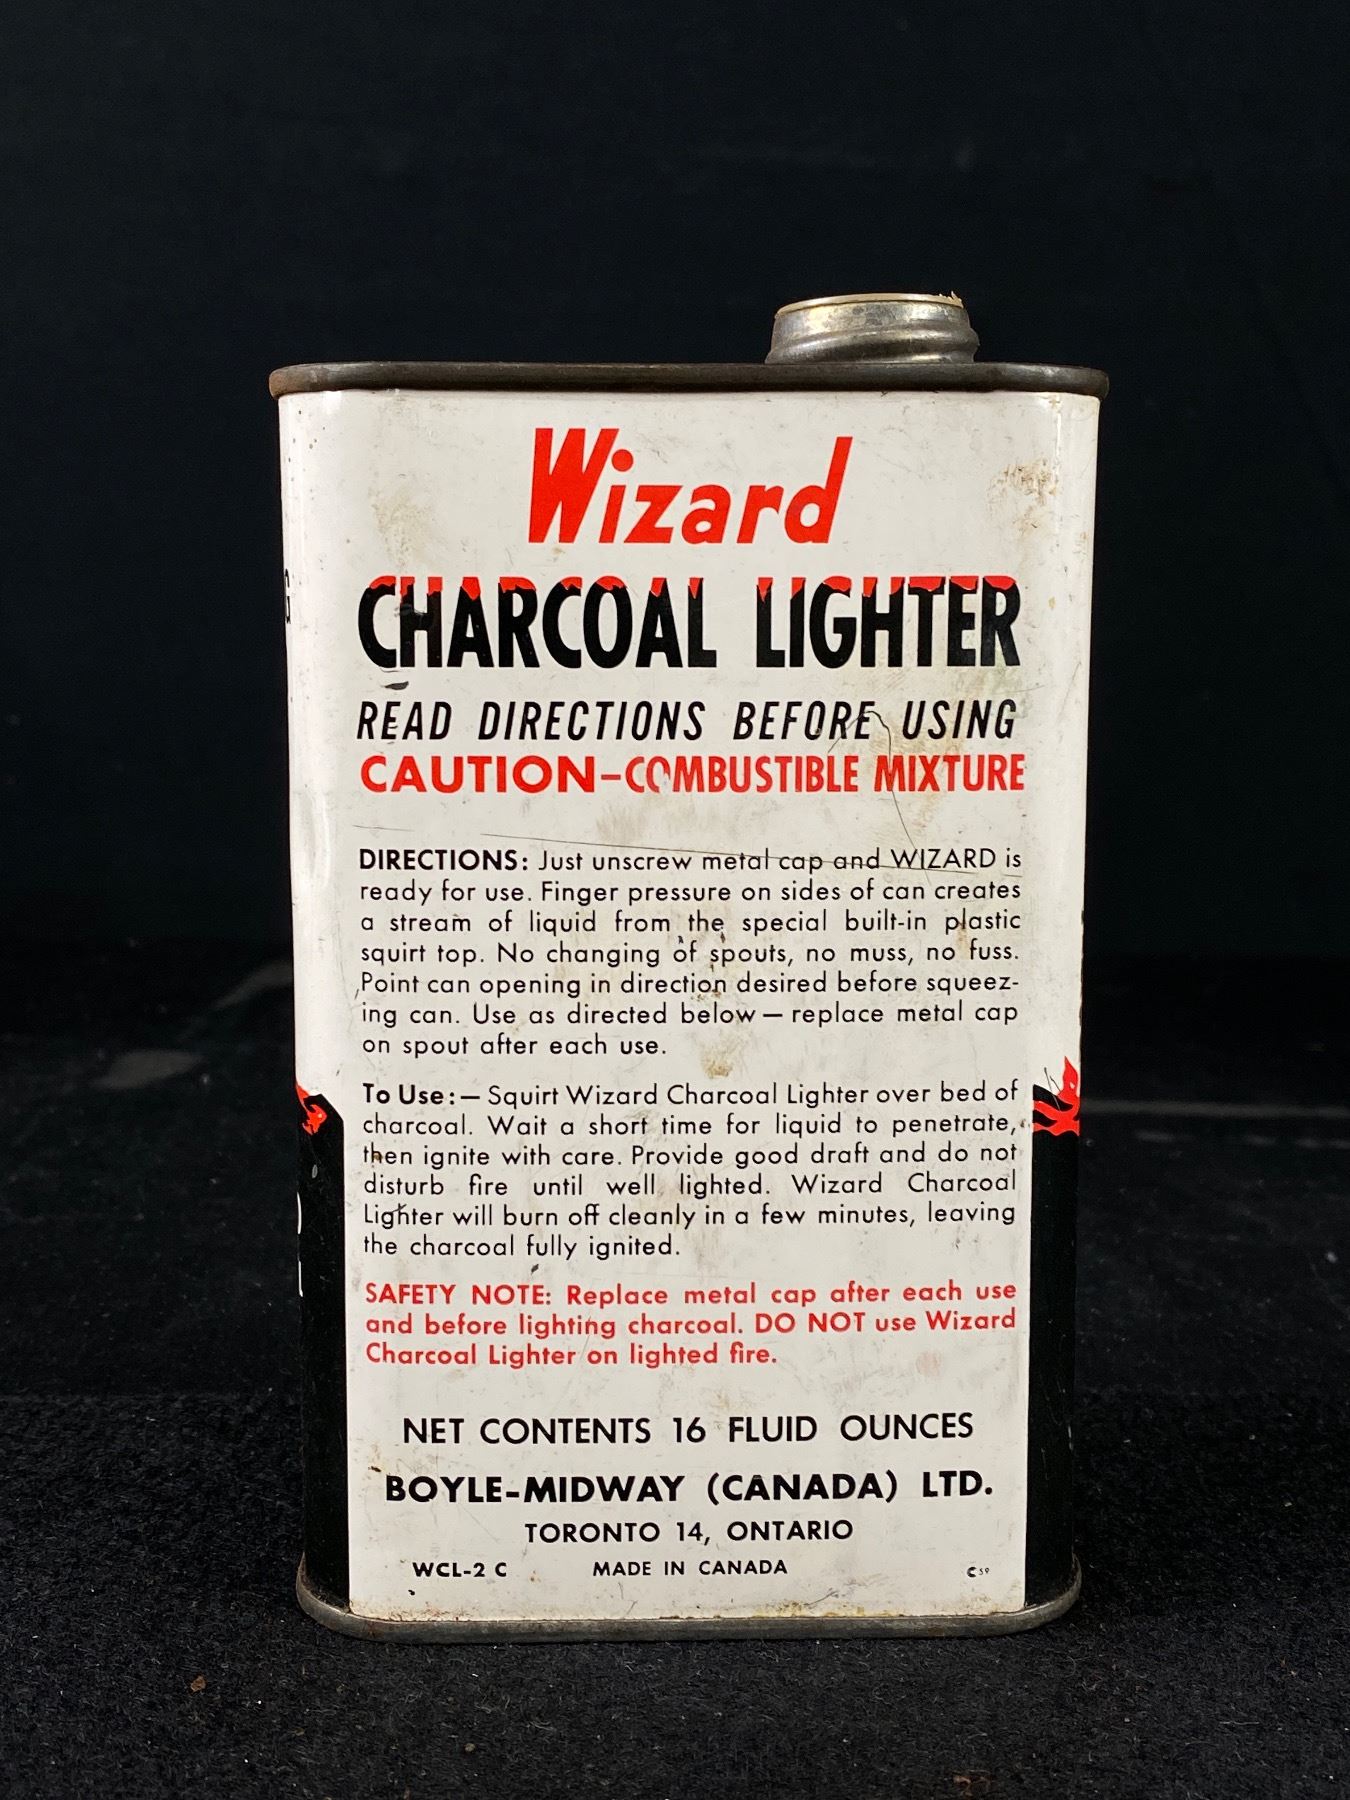 Wizard
CHARCOAL LIGHTER
READ DIRECTIONS BEFORE USING
CAUTION–COMBUSTIBLE MIXTURE
DIRECTIONS: Just unscrew metal cap and WIZARD is
ready for use. Finger pressure on sides of can creates
a stream of liquid from the special built-in plastic
squirt top. No changing of spouts, no muss, no fuss.
Point can opening in direction desired before squeez-
ing can. Use as directed below — replace metal cap
on spout after each use.
To Use: — Squirt Wizard Charcoal Lighter over bed of
charcoal. Wait a short time for liquid to penetrate,
then ignite with care. Provide good draft and do not
disturb fire until well lighted. Wizard Charcoal
Lighter will burn off cleanly in a few minutes, leaving
the charcoal fully ignited.
SAFETY NOTE: Replace metal cap after each use
and before lighting charcoal. DO NOT use Wizard
Charcoal Lighter on lighted fire.
NET CONTENTS 16 FLUID OUNCES
BOYLE-MIDWAY (CANADA) LTD.
TORONTO 14, ONTARIO
WCL-2 C MADE IN CANADA C59